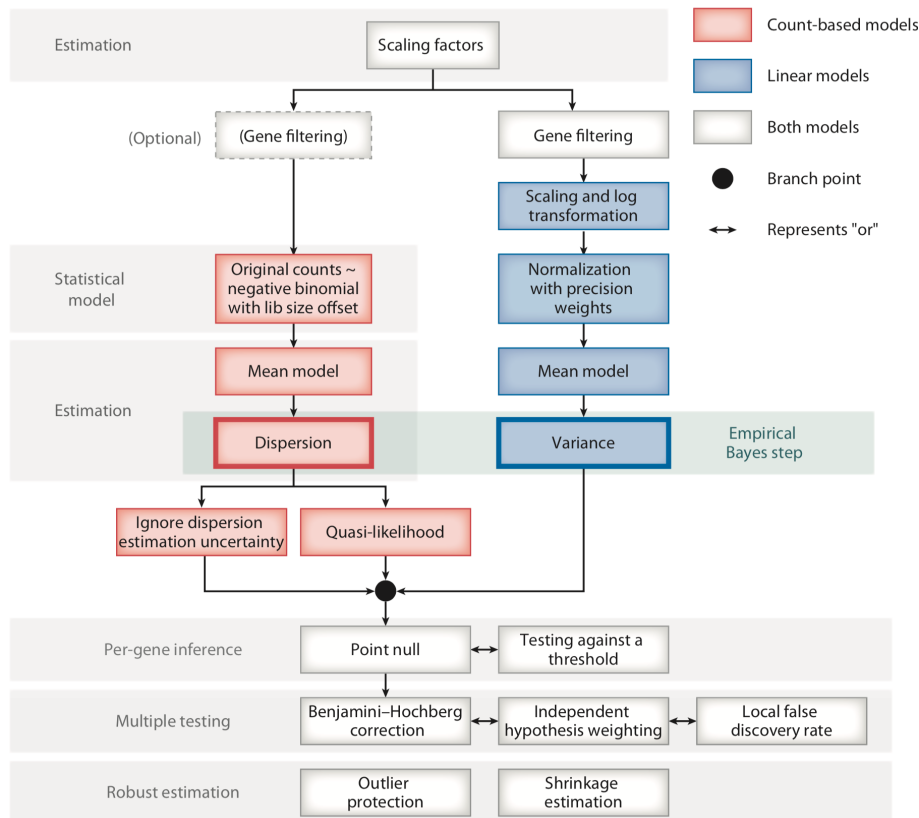 Estimation
Scaling factors
Count-based models
Linear models
Both models
Branch point
Represents "or"
(Optional)
(Gene filtering)
Gene filtering
Scaling and log
transformation
Statistical
model
Original counts ~
negative binomial
with lib size offset
Normalization
with precision
weights
Estimation
Mean model
Mean model
Dispersion
Variance
Empirical
Bayes step
Ignore dispersion
estimation uncertainty
Quasi-likelihood
Per-gene inference
Point null
Testing against a
threshold
Multiple testing
Benjamini–Hochberg
correction
Independent
hypothesis weighting
Local false
discovery rate
Robust estimation
Outlier
protection
Shrinkage
estimation